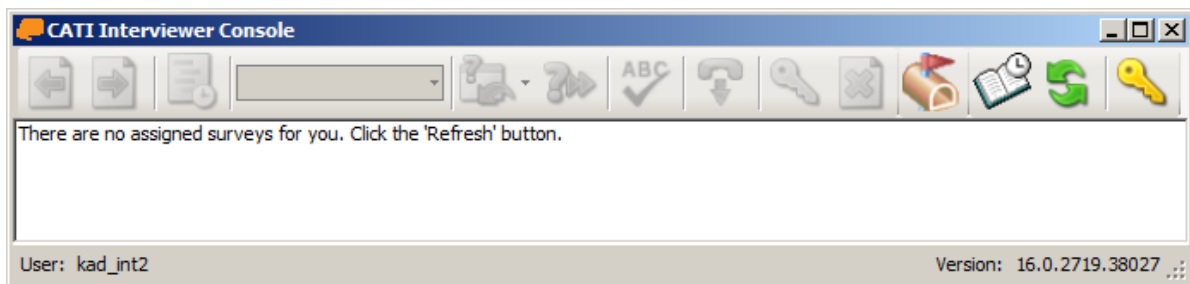 CATI Interviewer Console
ABC
There are no assigned surveys for you. Click the 'Refresh' button.
User: kad_int2
Version: 16.0.2719.38027